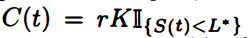 C(t) = rK𝕀_{S(t)<L*}